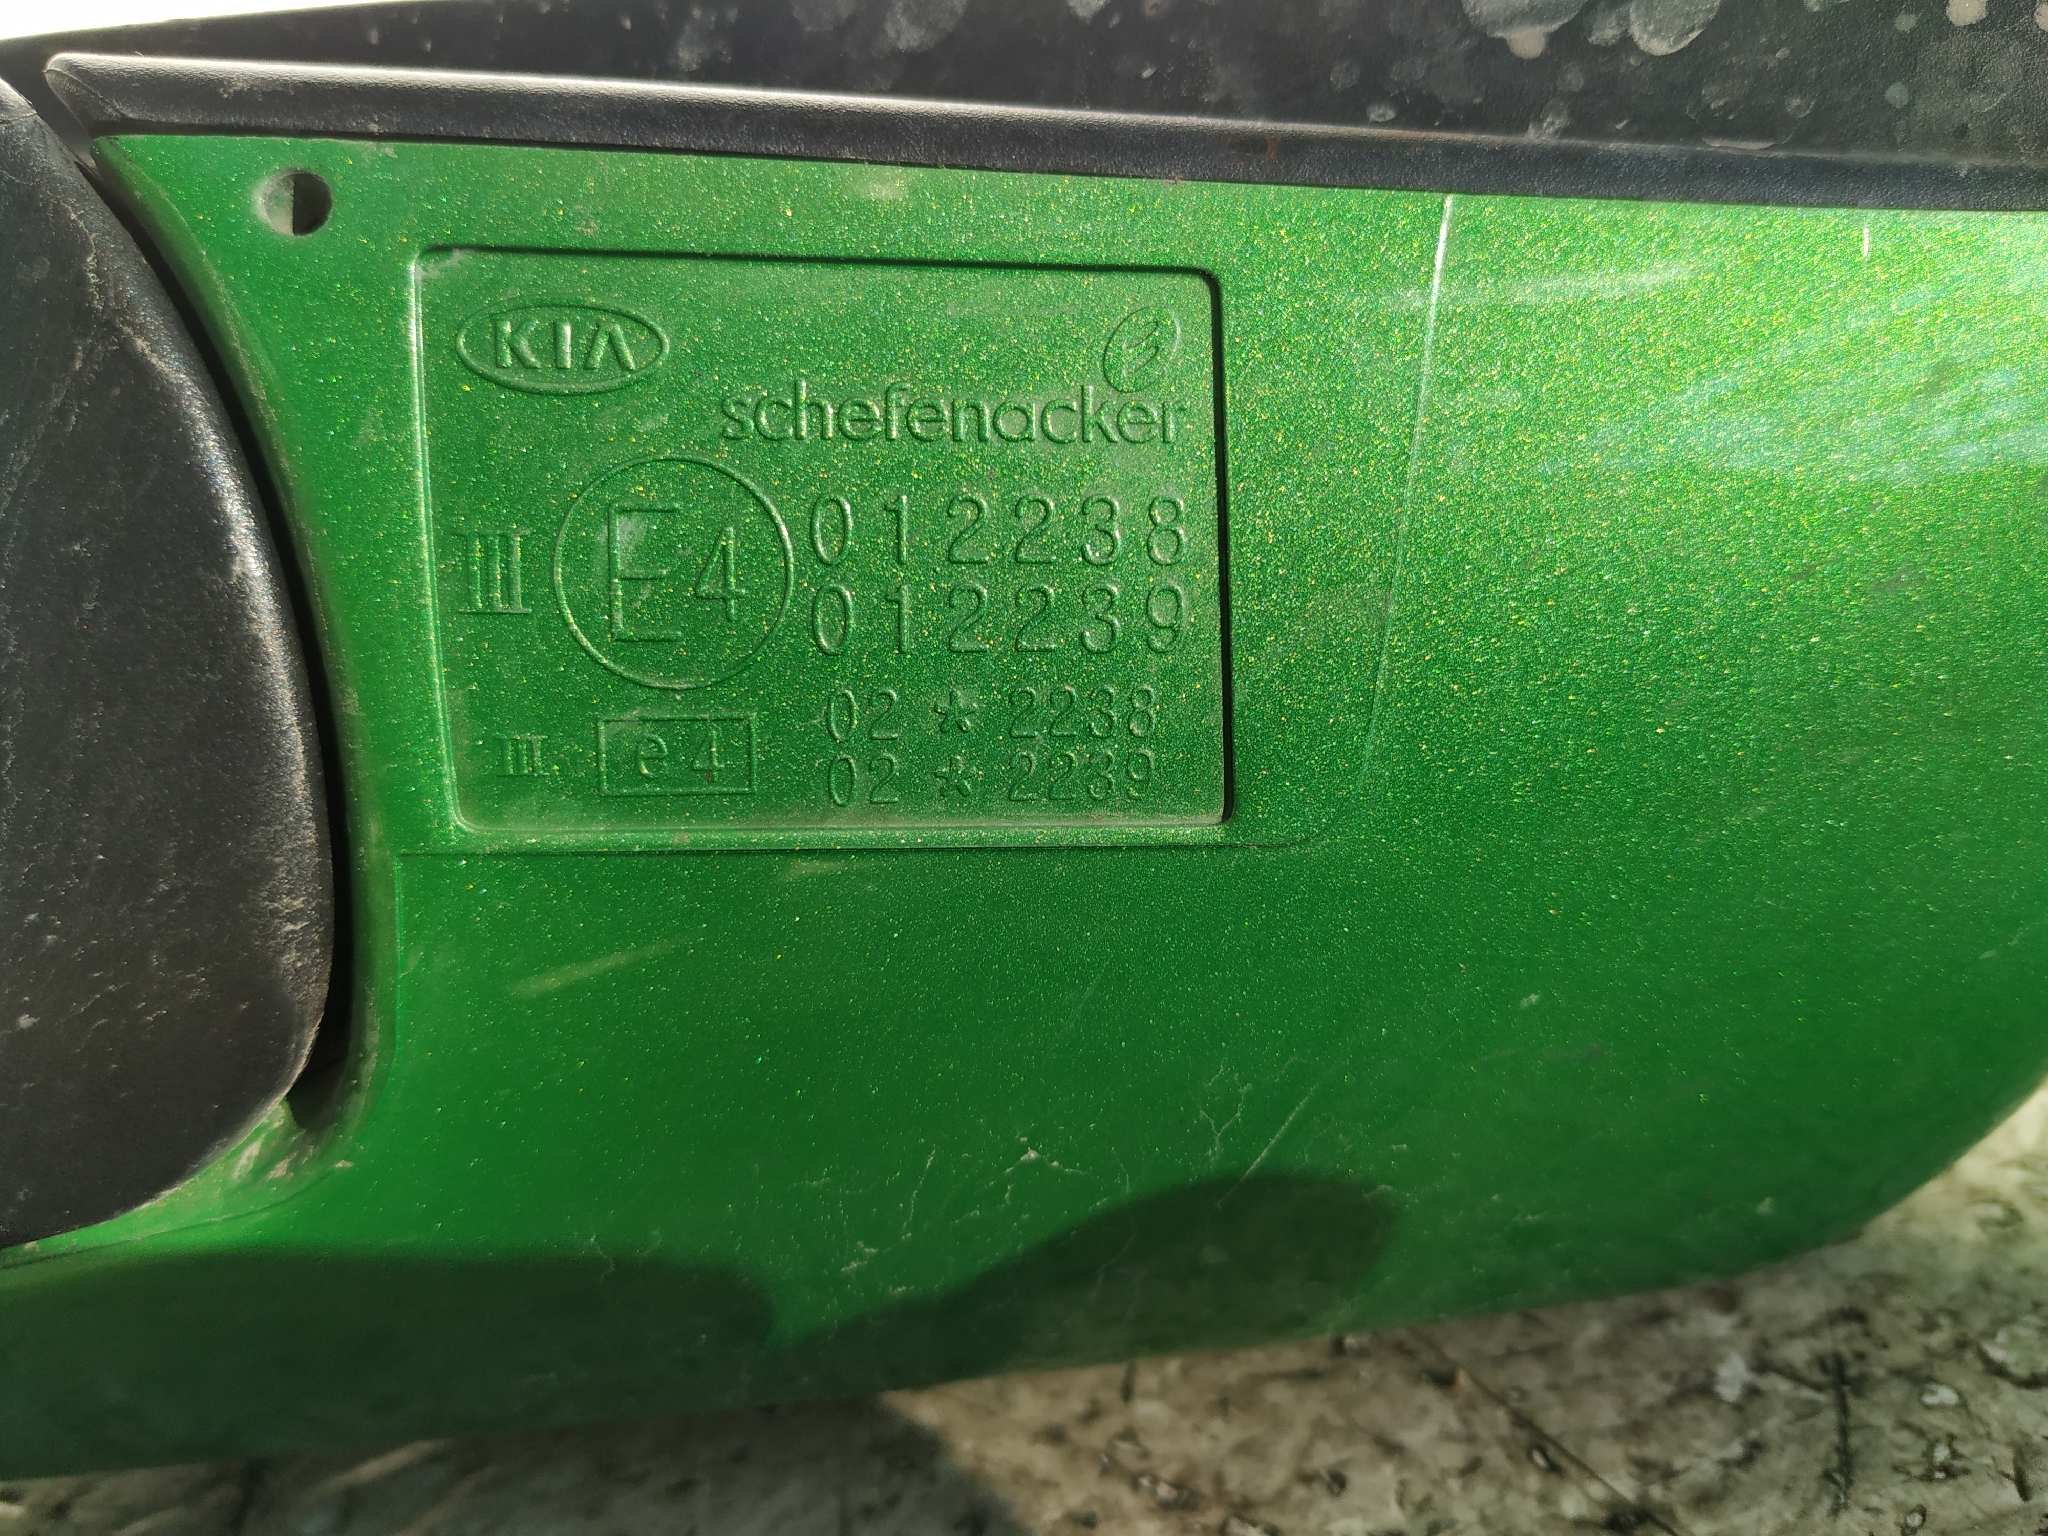 KIA
schefenacker
III E4 012238
012239
III e4 02 * 2238
02 * 2239